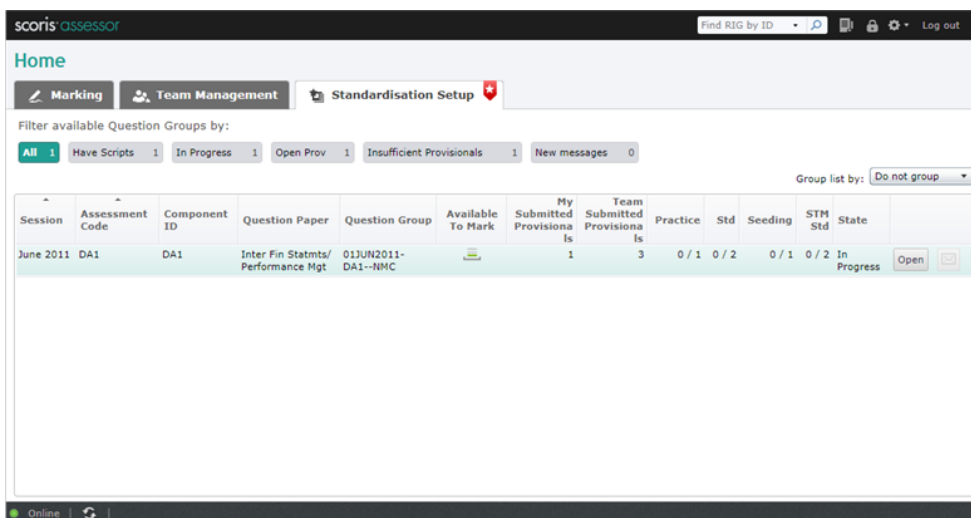 scoris assessor Find RIG by ID Log out
Home
Marking Team Management Standardisation Setup
Filter available Question Groups by:
All 1 Have Scripts 1 In Progress 1 Open Prov 1 Insufficient Provisionals 1 New messages 0
Group list by: Do not group
Session Assessment Code Component ID Question Paper Question Group Available To Mark My Submitted Provisiona ls Team Submitted Provisiona ls Practice Std Seeding STM Std State
June 2011 DA1 DA1 Inter Fin Statmts/ 01JUN2011- 1 3 0 / 1 0 / 2 0 / 1 0 / 2 In Open
Performance Mgt DA1--NMC Progress
Online